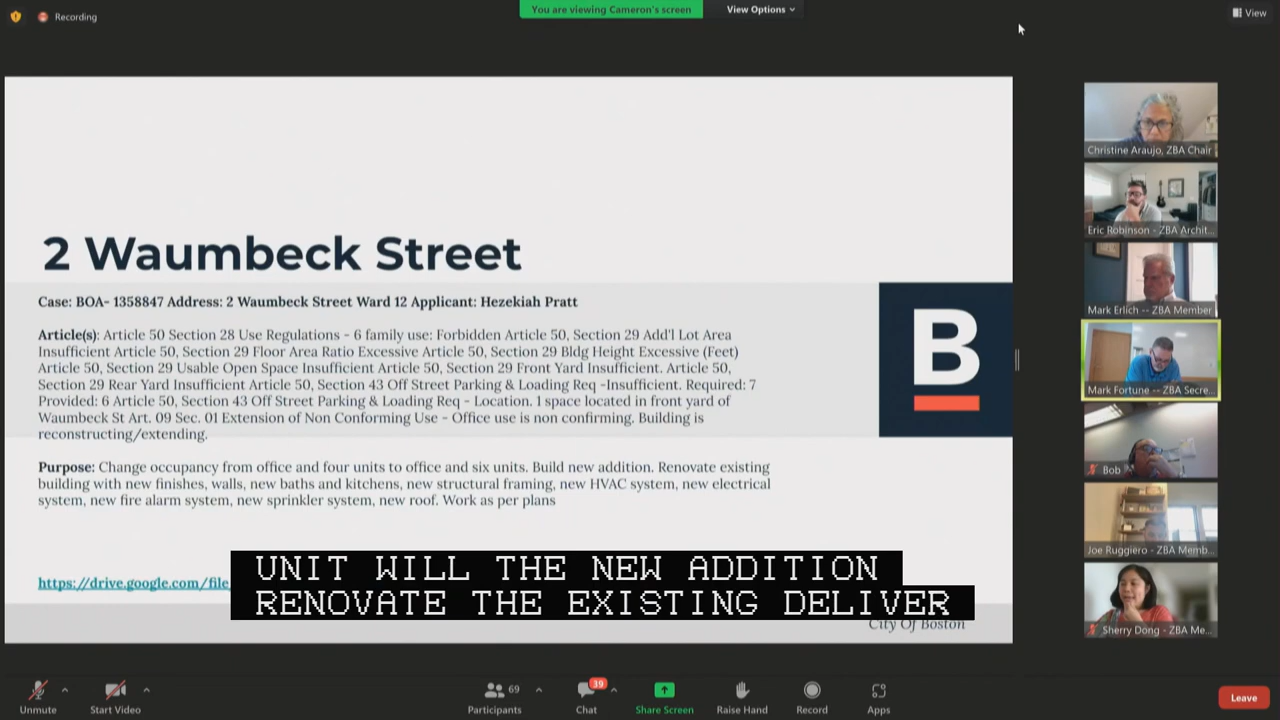 Recording
You are viewing Cameron's screen
View Options
View
2 Waumbeck Street
Case: BOA- 1358847 Address: 2 Waumbeck Street Ward 12 Applicant: Hezekiah Pratt
Article(s): Article 50 Section 28 Use Regulations - 6 family use: Forbidden Article 50, Section 29 Add'l Lot Area
Insufficient Article 50, Section 29 Floor Area Ratio Excessive Article 50, Section 29 Bldg Height Excessive (Feet)
Article 50, Section 29 Usable Open Space Insufficient Article 50, Section 29 Front Yard Insufficient. Article 50,
Section 29 Rear Yard Insufficient Article 50, Section 43 Off Street Parking & Loading Req -Insufficient. Required: 7
Provided: 6 Article 50, Section 43 Off Street Parking & Loading Req - Location. 1 space located in front yard of
Waumbeck St Art. 09 Sec. 01 Extension of Non Conforming Use - Office use is non confirming. Building is
reconstructing/extending.
Purpose: Change occupancy from office and four units to office and six units. Build new addition. Renovate existing
building with new finishes, walls, new baths and kitchens, new structural framing, new HVAC system, new electrical
system, new fire alarm system, new sprinkler system, new roof. Work as per plans
https://drive.google.com/file
B
City Of Boston
UNIT WILL THE NEW ADDITION
RENOVATE THE EXISTING DELIVER
Christine Araujo, ZBA Chair
Eric Robinson - ZBA Archit...
Mark Erlich -- ZBA Member
Mark Fortune -- ZBA Secre...
Bob
Joe Ruggiero - ZBA Memb...
Sherry Dong - ZBA Me...
Unmute
Start Video
Participants
69
Chat
39
Share Screen
Raise Hand
Record
Apps
Leave